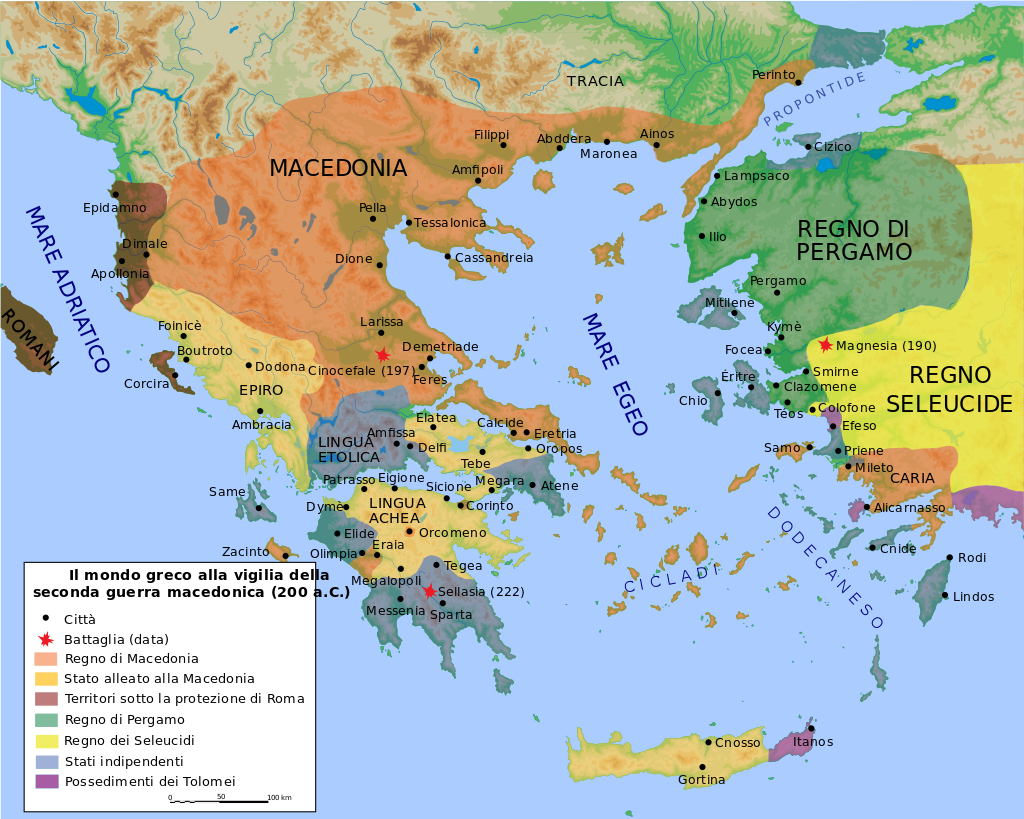 TRACIA
Perinto
PROPONTIDE
Cizico
Filippi
Abddera
Maronea
Ainos
MACEDONIA
Amfipoli
Lampsaco
Abydos
Epidamno
Pella
Tessalonica
Ilio
REGNO DI
PERGAMO
MARE ADRIATICO
Dimale
Apollonia
Dione
Cassandreia
Pergamo
Mitilene
ROMANI
Foinicè
Boutroto
Larissa
Demetriade
MARE EGEO
Kymè
Focea
Magnesia (190)
Corcira
Dodona
Cinocefale (197)
Feres
EPIRO
Éritre
Smirne
Clazomene
REGNO
SELEUCIDE
Chio
Ambracia
Elatea
Calcide
Eretria
Téos
Colofone
Efeso
LINGUA
ETOLICA
Amfissa
Delfi
Oropos
Samo
Priene
Tebe
Mileto
CARIA
Patrasso
Eigione
Sicione
Megara
Atene
Same
Dymè
LINGUA
ACHEA
Corinto
Alicarnasso
Elide
Orcomeno
DODECANESO
Zacinto
Olimpia
Eraia
Cnide
Rodi
Tegea
CICLADI
Megalopoli
Sellasia (222)
Lindos
Messenia
Sparta
Cnosso
Itanos
Gortina
Il mondo greco alla vigilia della
seconda guerra macedonica (200 a.C.)
Città
Battaglia (data)
Regno di Macedonia
Stato alleato alla Macedonia
Territori sotto la protezione di Roma
Regno di Pergamo
Regno dei Seleucidi
Stati indipendenti
Possedimenti dei Tolomei
0 50 100 km